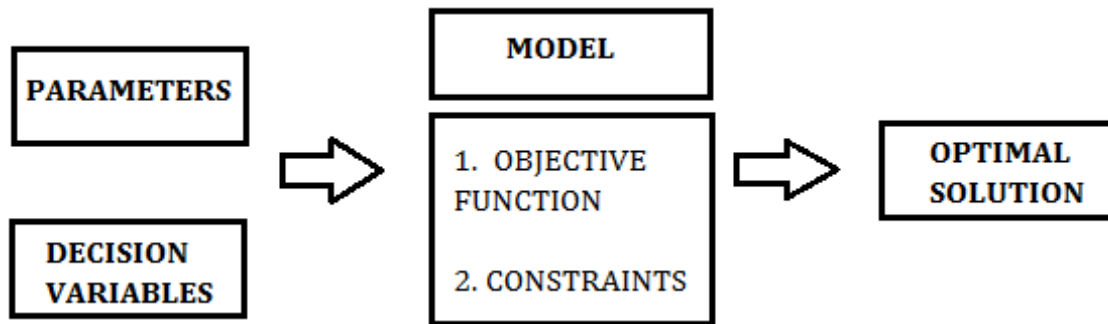 PARAMETERS
DECISION
VARIABLES
MODEL
1. OBJECTIVE
FUNCTION
2. CONSTRAINTS
OPTIMAL
SOLUTION